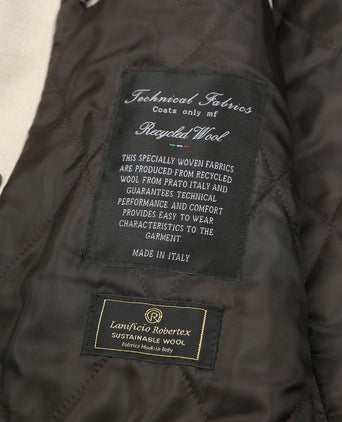 Technical Fabrics
Coats only mf
Recycled Wool
THIS SPECIALLY WOVEN FABRICS
ARE PRODUCED FROM RECYCLED
WOOL FROM PRATO ITALY AND
GUARANTEES TECHNICAL
PERFORMANCE AND COMFORT
PROVIDES EASY TO WEAR
CHARACTERISTICS TO THE
GARMENT.
MADE IN ITALY
R
Lanificio Robertex
SUSTAINABLE WOOL
Fabrics Made in Italy